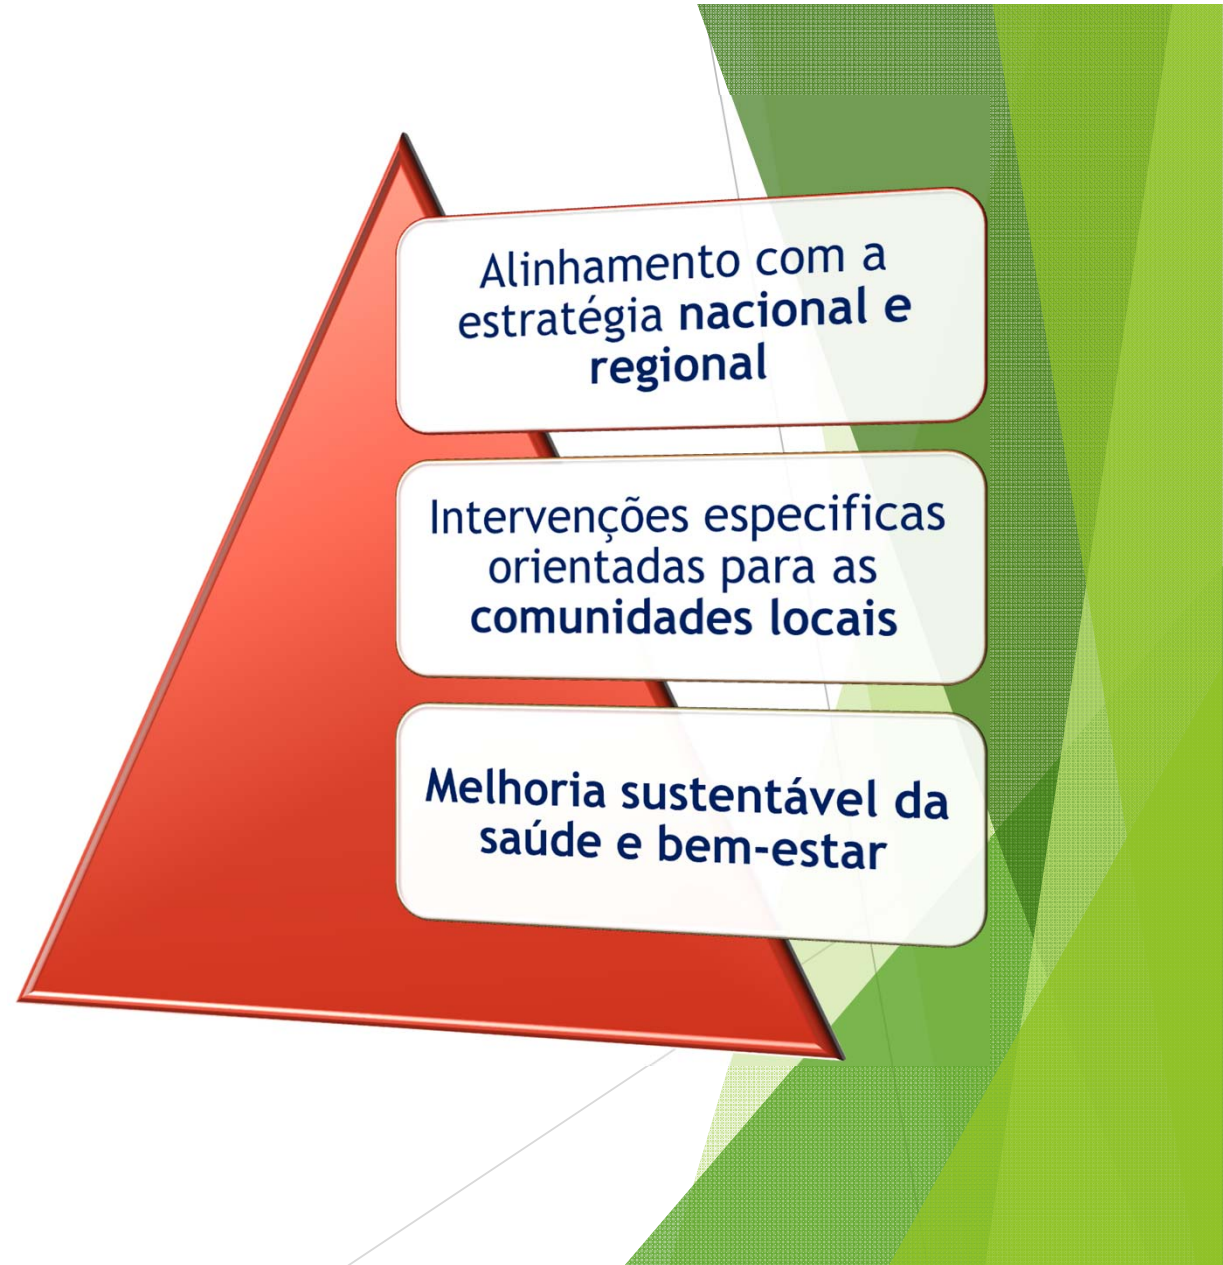 Alinhamento com a
estratégia nacional e
regional
Intervenções especificas
orientadas para as
comunidades locais
Melhoria sustentável da
saúde e bem-estar